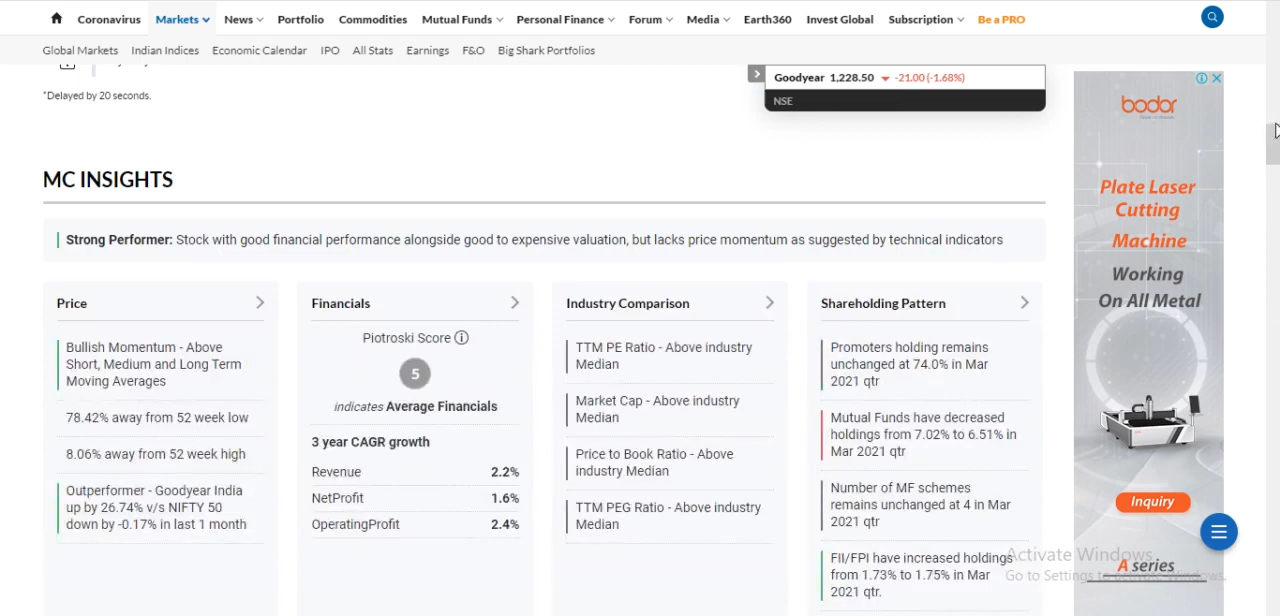 Coronavirus Markets News Portfolio Commodities Mutual Funds Personal Finance Forum Media Earth360 Invest Global Subscription Be a PRO
Global Markets Indian Indices Economic Calendar IPO All Stats Earnings F&O Big Shark Portfolios
*Delayed by 20 seconds.
Goodyear 1,228.50 -21.00 (-1.68%)
NSE
MC INSIGHTS
Strong Performer: Stock with good financial performance alongside good to expensive valuation, but lacks price momentum as suggested by technical indicators
Price
Bullish Momentum - Above
Short, Medium and Long Term
Moving Averages
78.42% away from 52 week low
8.06% away from 52 week high
Outperformer - Goodyear India
up by 26.74% v/s NIFTY 50
down by -0.17% in last 1 month
Financials
Piotroski Score
5
indicates Average Financials
3 year CAGR growth
Revenue 2.2%
NetProfit 1.6%
OperatingProfit 2.4%
Industry Comparison
TTM PE Ratio - Above industry
Median
Market Cap - Above industry
Median
Price to Book Ratio - Above
industry Median
TTM PEG Ratio - Above industry
Median
Shareholding Pattern
Promoters holding remains
unchanged at 74.0% in Mar
2021 qtr
Mutual Funds have decreased
holdings from 7.02% to 6.51% in
Mar 2021 qtr
Number of MF schemes
remains unchanged at 4 in Mar
2021 qtr
FII/FPI have increased holdings
from 1.73% to 1.75% in Mar
2021 qtr.
bodor
Plate Laser
Cutting
Machine
Working
On All Metal
Inquiry
A series
Activate Windows
Go to Settings to activate Windows.